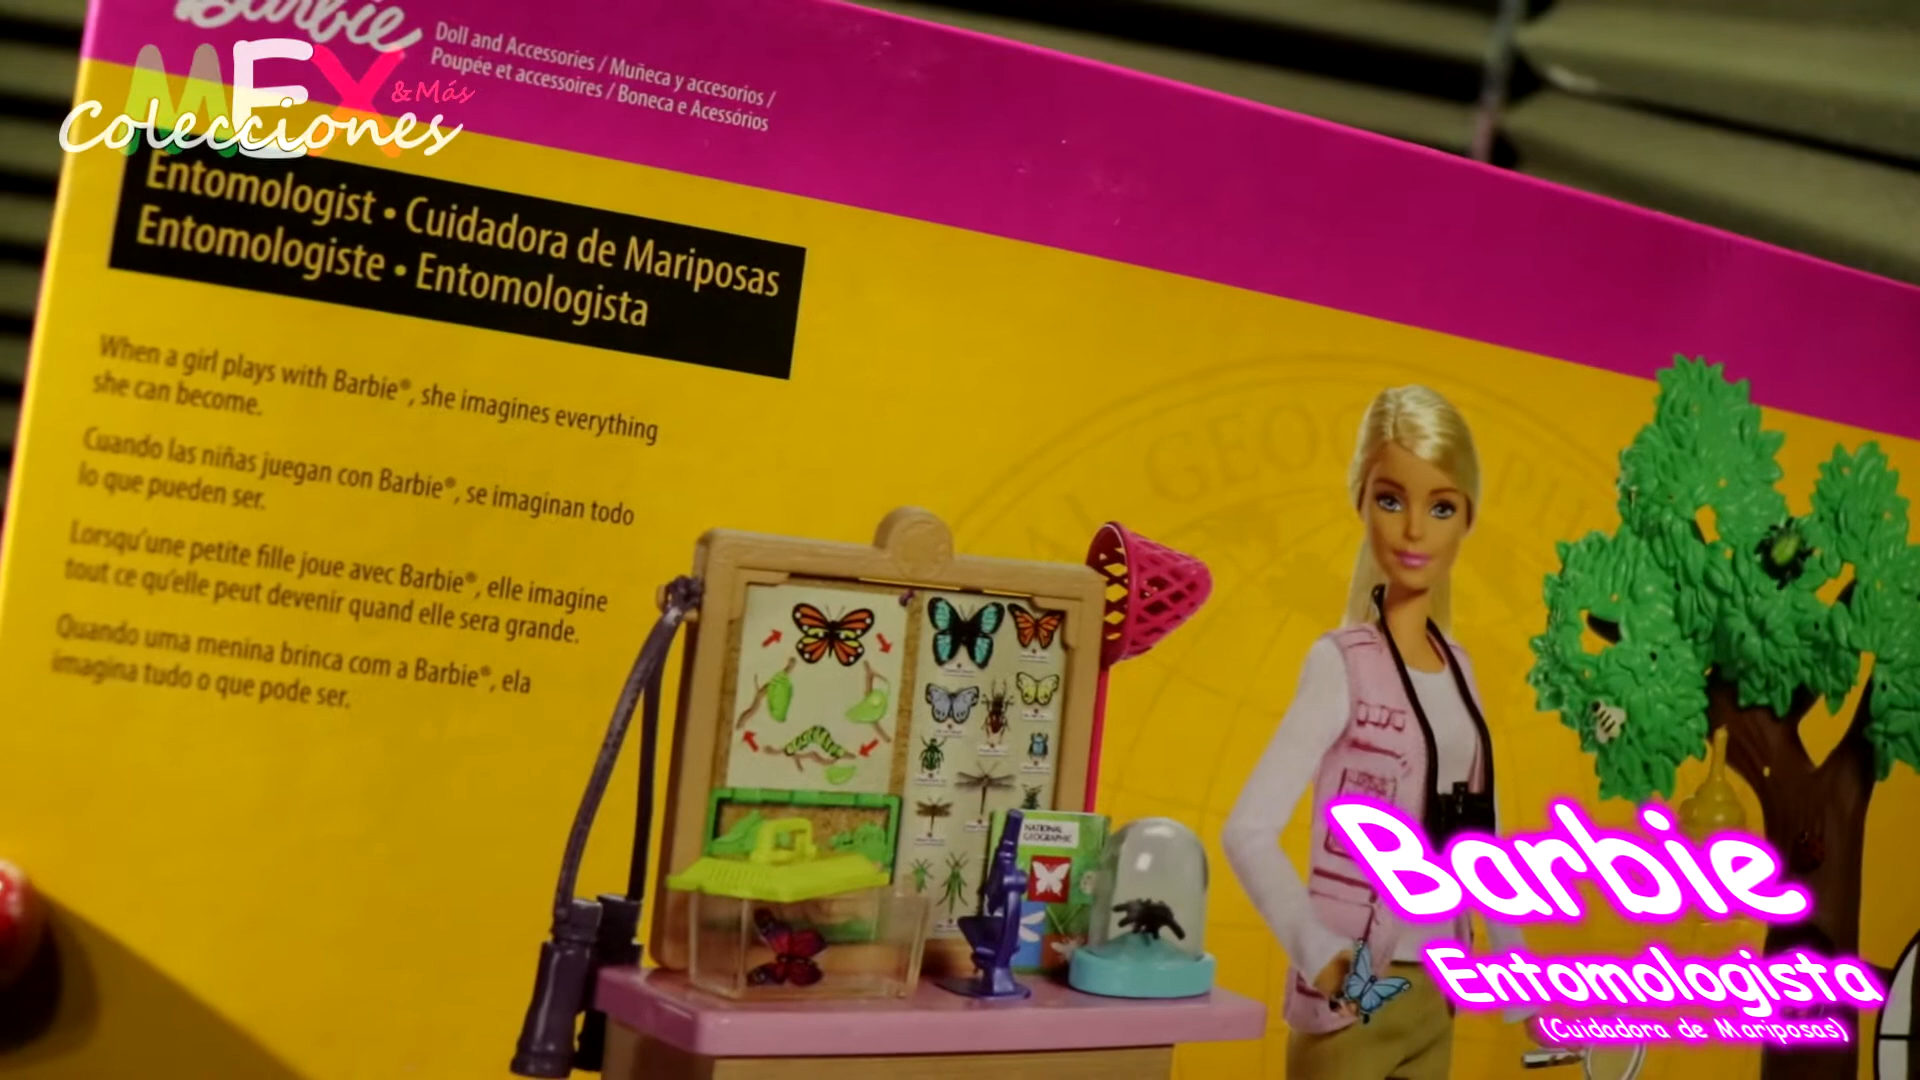 Barbie
Doll and Accessories / Muñeca y accesorios /
Poupée et accessoires / Boneca e Acessórios
MEX
&Más
Colecciones
Entomologist • Cuidadora de Mariposas
Entomologiste • Entomologista
When a girl plays with Barbie®, she imagines everything
she can become.
Cuando las niñas juegan con Barbie®, se imaginan todo
lo que pueden ser.
Lorsqu'une petite fille joue avec Barbie®, elle imagine
tout ce qu'elle peut devenir quand elle sera grande.
Quando uma menina brinca com a Barbie®, ela
imagina tudo o que pode ser.
NATIONAL
GEOGRAPHIC
Barbie
Entomologista
(Cuidadora de Mariposas)